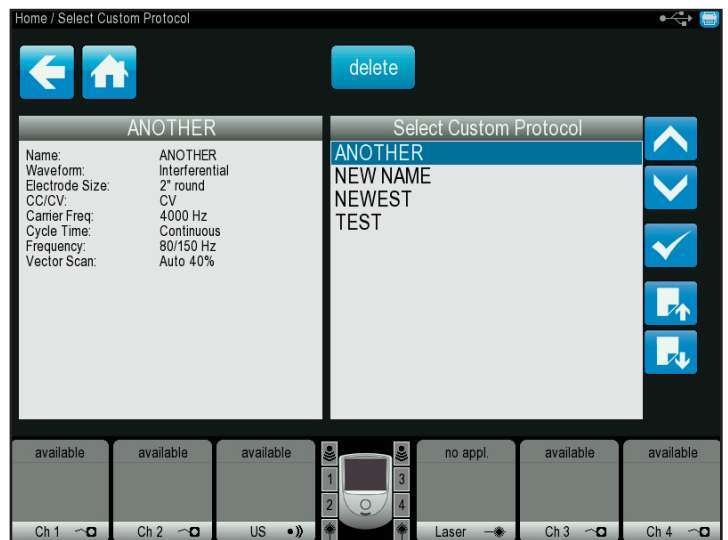 Home / Select Custom Protocol
delete
ANOTHER
Name: ANOTHER
Waveform: Interferential
Electrode Size: 2" round
CC/CV: CV
Carrier Freq: 4000 Hz
Cycle Time: Continuous
Frequency: 80/150 Hz
Vector Scan: Auto 40%
Select Custom Protocol
ANOTHER
NEW NAME
NEWEST
TEST
available available available no appl. available available
1 3
2 4
Ch 1 Ch 2 US Laser Ch 3 Ch 4